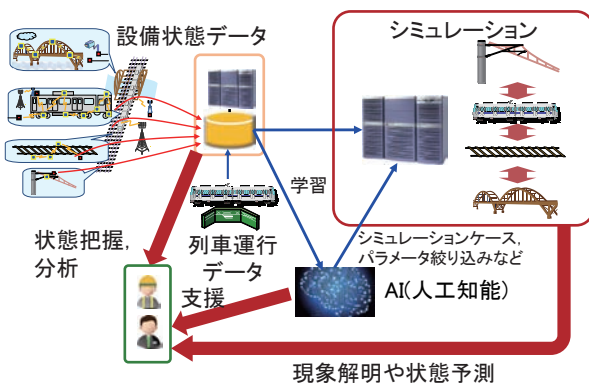 設備状態データ
シミュレーション
学習
状態把握,
分析
列車運行
データ
シミュレーションケース,
パラメータ絞り込みなど
支援
AI(人工知能)
現象解明や状態予測